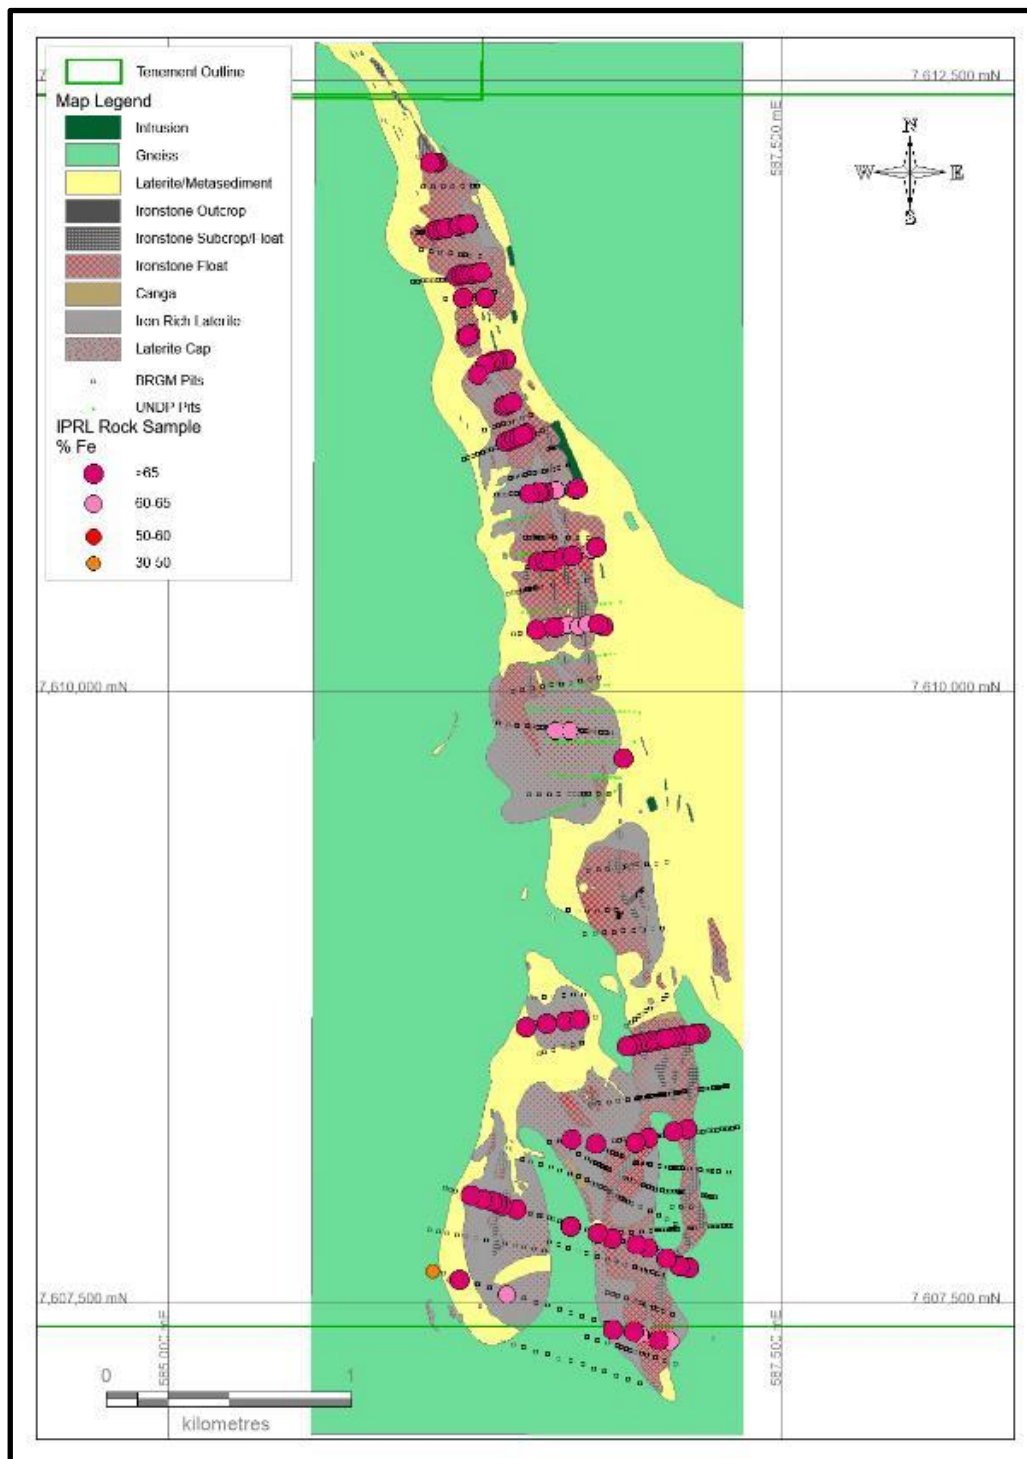 Tenement Outline
7,612,500 mN
Map Legend
Intrusion
Gneiss
Laterite/Metasediment
Ironstone Outcrop
Ironstone Subcrop/Float
Ironstone Float
Canga
Iron Rich Laterite
Laterite Cap
BRGM Pits
UNDP Pits
IPRL Rock Sample
% Fe
>65
60-65
50-60
30-50
587,500 mE
N
W
E
S
7,610,000 mN
7,610,000 mN
7,607,500 mN
7,607,500 mN
585,000 mE
587,500 mE
0
1
kilometres